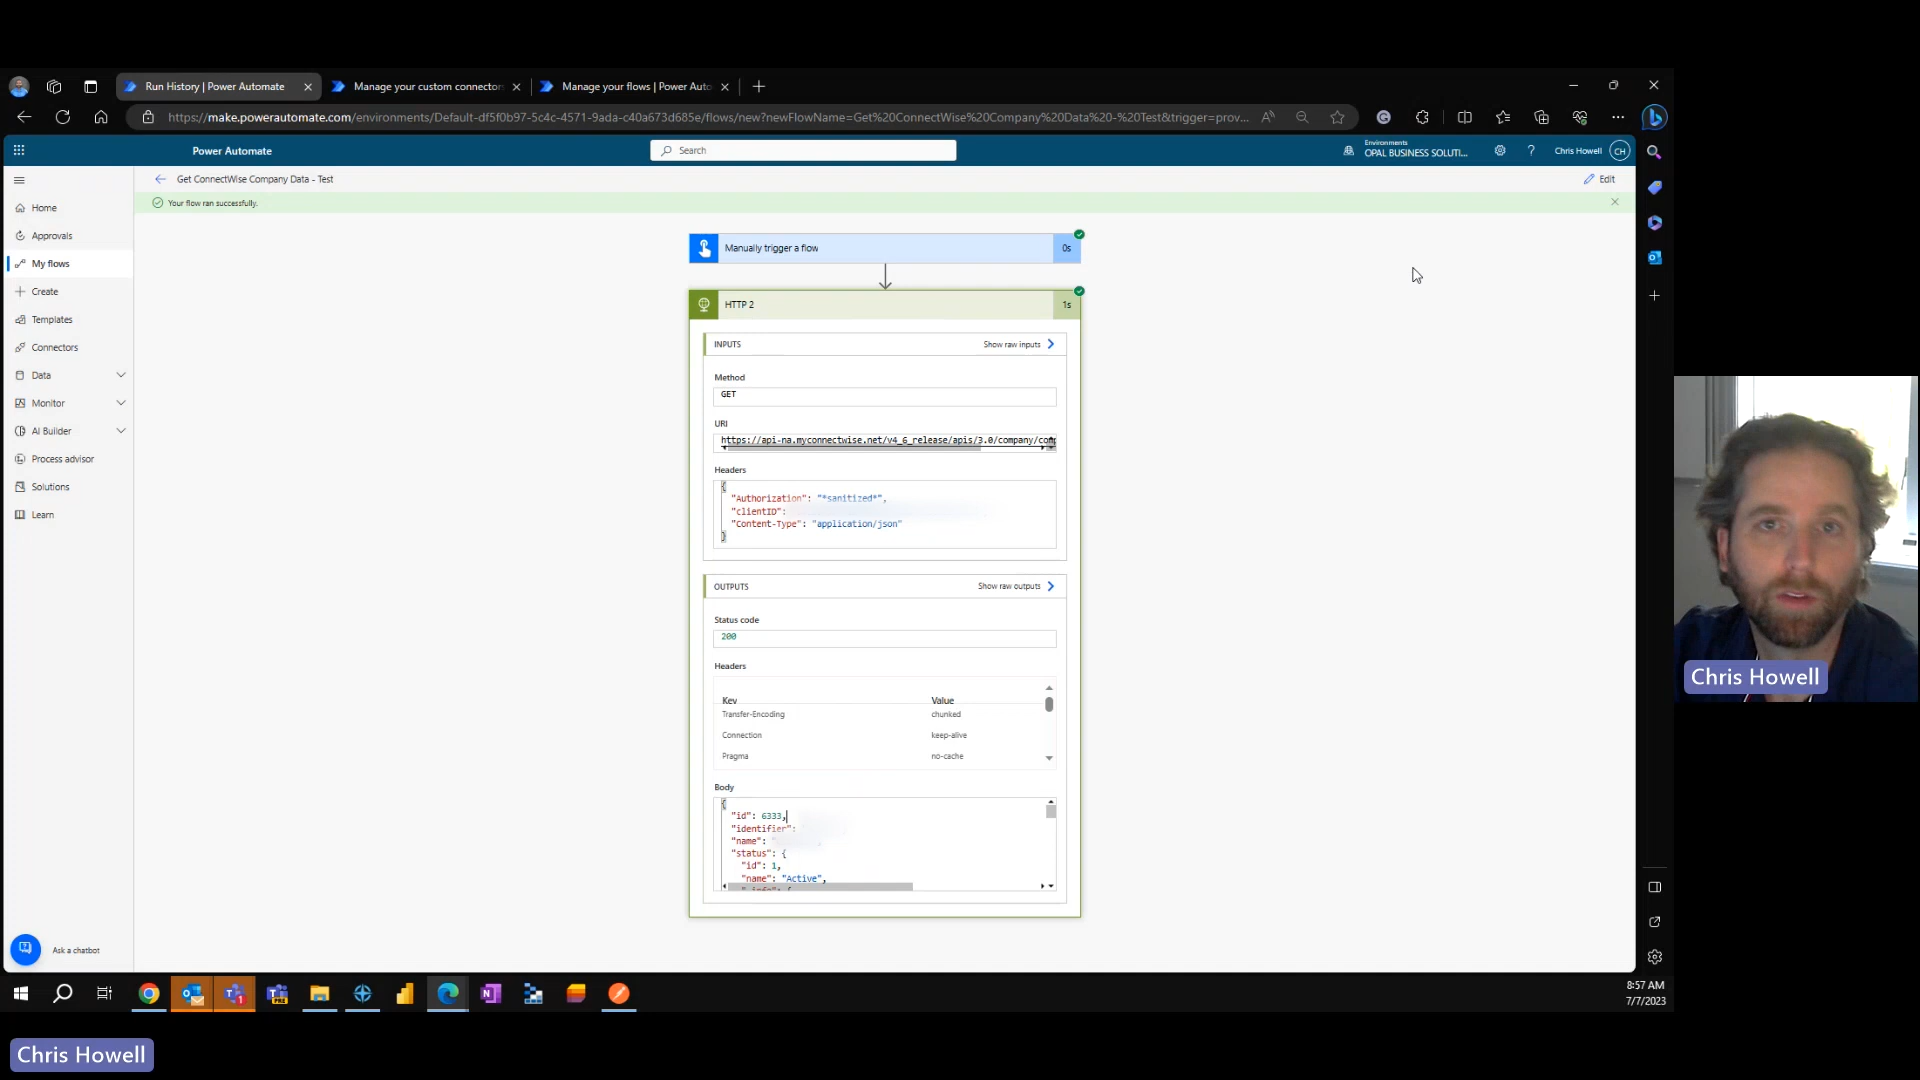 Run History | Power Automate
Manage your custom connectors
Manage your flows | Power Auto
https://make.powerautomate.com/environments/Default-df5f0b97-5c4c-4571-9ada-c40a673d685e/flows/new?newFlowName=Get%20ConnectWise%20Company%20Data%20-%20Test&trigger=prov...
Power Automate
Search
Environments
OPAL BUSINESS SOLUTI...
?
Chris Howell
CH
Get ConnectWise Company Data - Test
Edit
Your flow ran successfully.
Home
Approvals
My flows
Create
Templates
Connectors
Data
Monitor
AI Builder
Process advisor
Solutions
Learn
Ask a chatbot
Manually trigger a flow
0s
HTTP 2
1s
INPUTS
Show raw inputs
Method
GET
URI
https://api-na.myconnectwise.net/v4_6_release/apis/3.0/company/com
Headers
{
"Authorization": "*sanitized*",
"clientID":
"Content-Type": "application/json"
}
OUTPUTS
Show raw outputs
Status code
200
Headers
Key Value
Transfer-Encoding chunked
Connection keep-alive
Pragma no-cache
Body
{
"id": 6333,
"identifier":
"name":
"status": {
"id": 1,
"name": "Active",
"_info": {
8:57 AM
7/7/2023
Chris Howell
Chris Howell